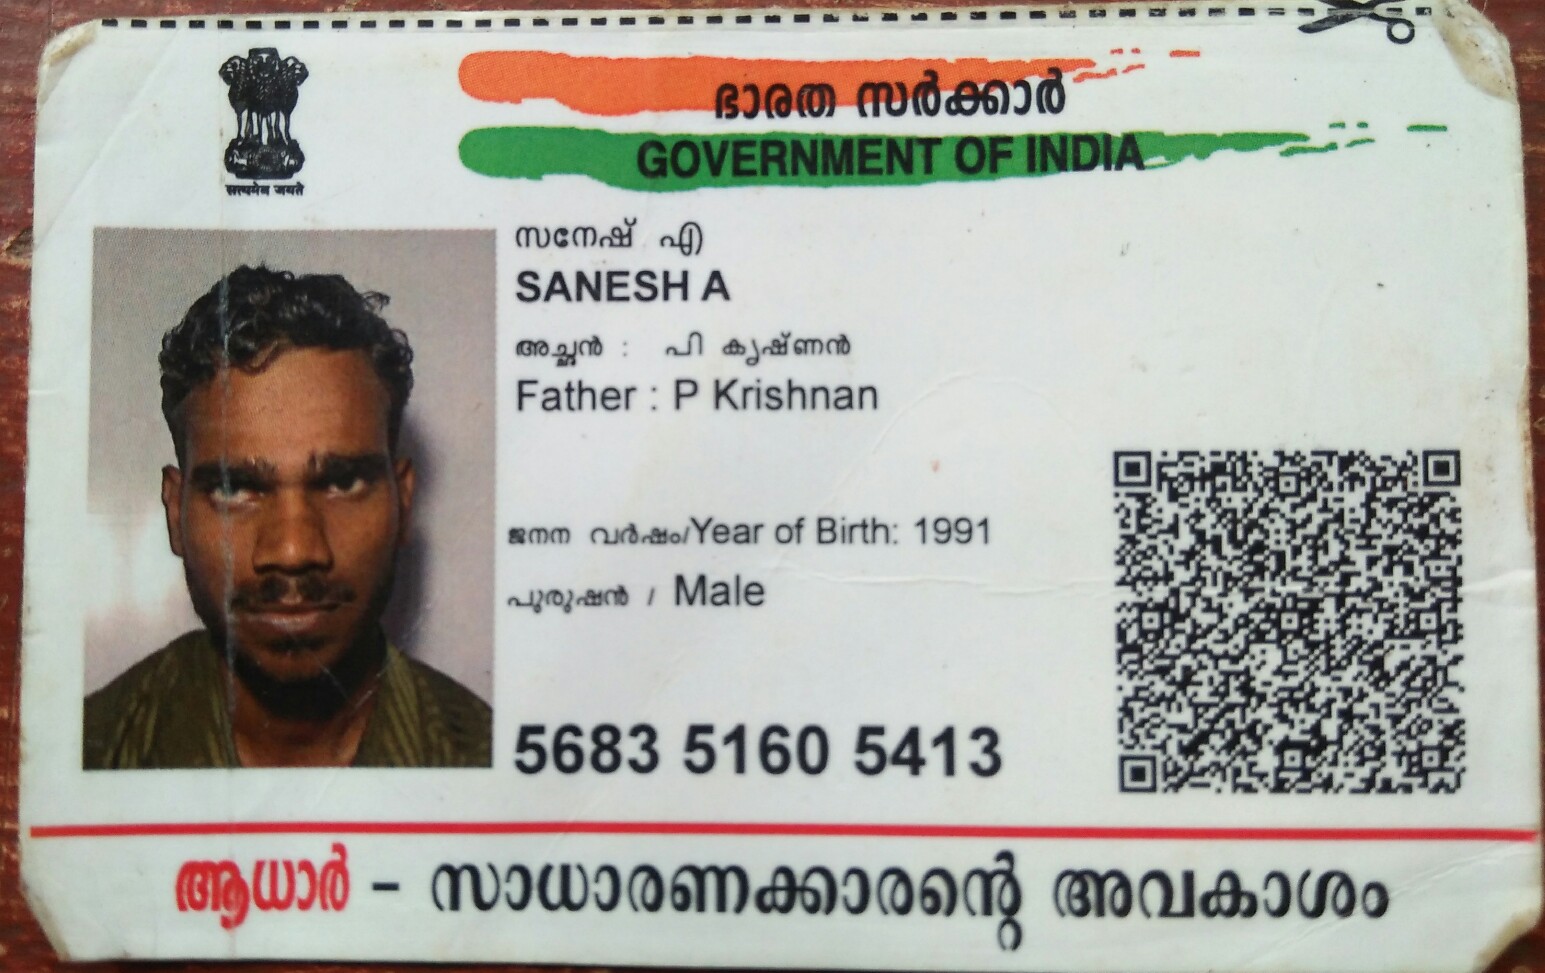 सत्यमेव जयते
ഭാരത സർക്കാർ
GOVERNMENT OF INDIA
സനേഷ് എ
SANESH A
അച്ഛൻ : പി കൃഷ്ണൻ
Father : P Krishnan
ജനന വർഷം/Year of Birth: 1991
പുരുഷൻ / Male
5683 5160 5413
ആധാർ - സാധാരണക്കാരന്റെ അവകാശം